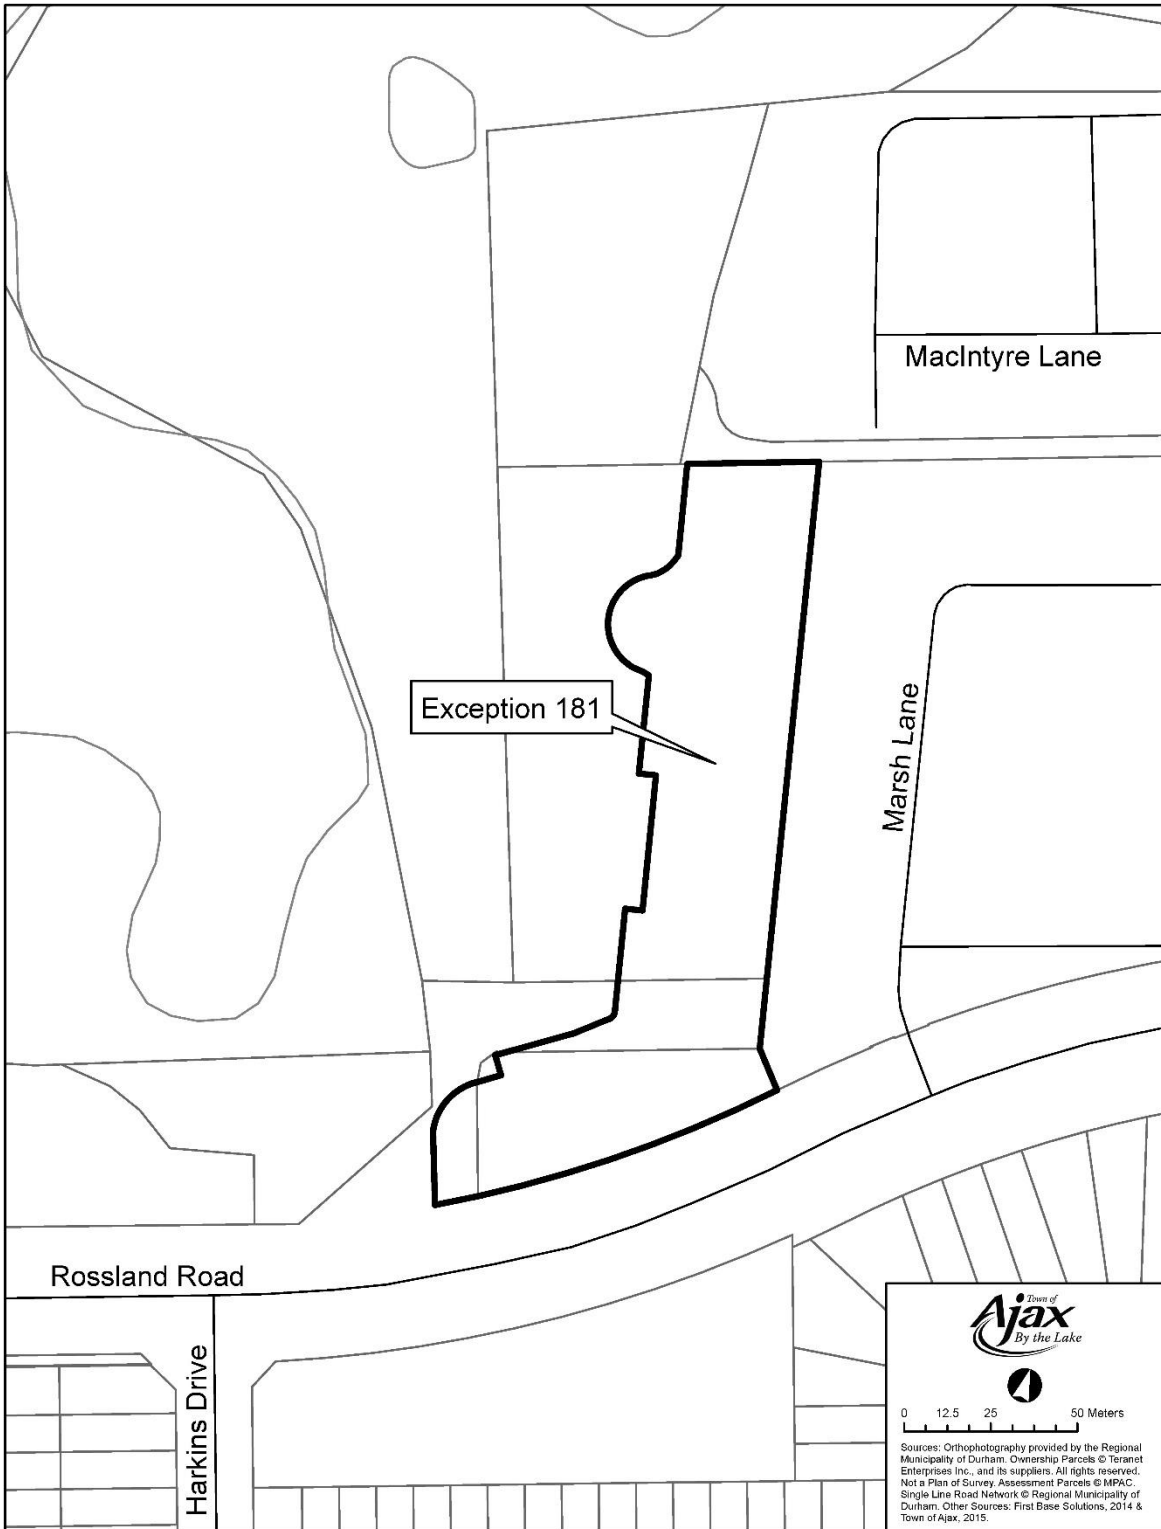 MacIntyre Lane
Exception 181
Marsh Lane
Rossland Road
Harkins Drive
Town of
Ajax
By the Lake
0 12.5 25 50 Meters
Sources: Orthophotography provided by the Regional
Municipality of Durham. Ownership Parcels © Teranet
Enterprises Inc., and its suppliers. All rights reserved.
Not a Plan of Survey. Assessment Parcels © MPAC.
Single Line Road Network © Regional Municipality of
Durham. Other Sources: First Base Solutions, 2014 &
Town of Ajax, 2015.